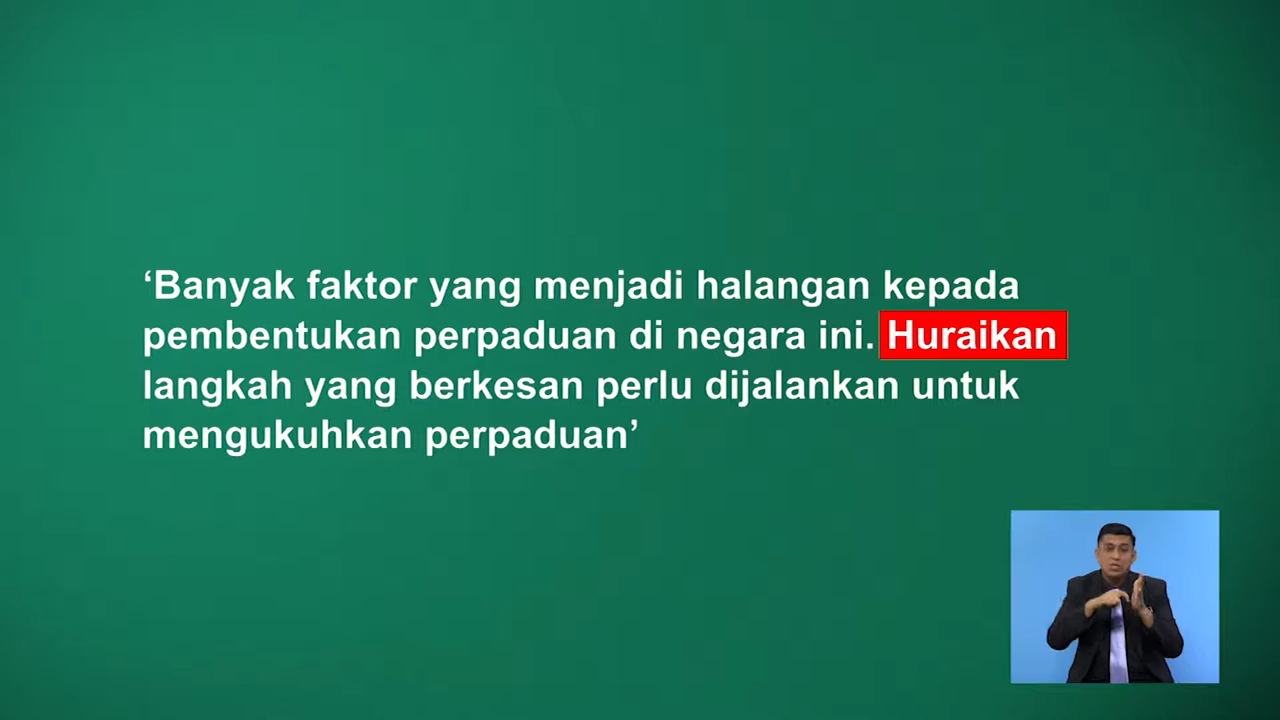 ‘Banyak faktor yang menjadi halangan kepada
pembentukan perpaduan di negara ini. Huraikan
langkah yang berkesan perlu dijalankan untuk
mengukuhkan perpaduan’